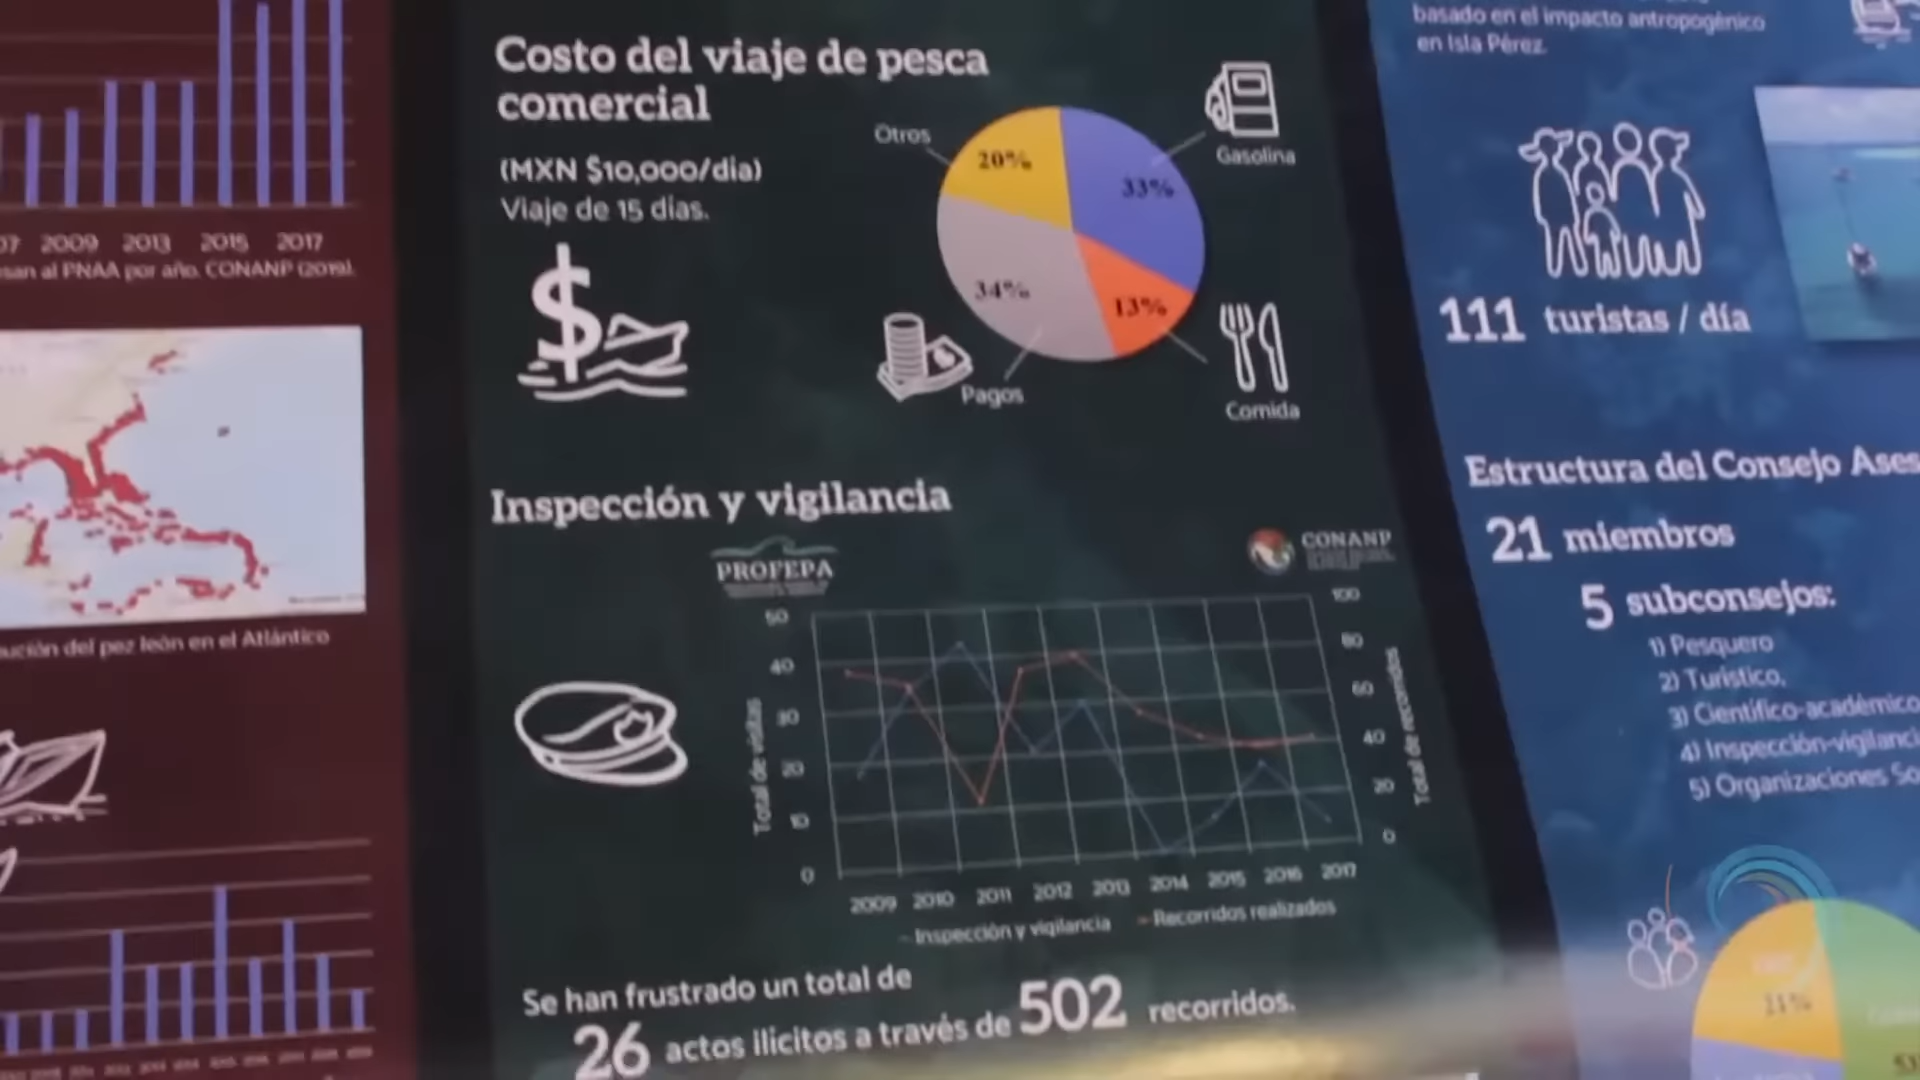 2009 2013 2015 2017
san al PNAA por año. CONANP (2019).
ución del pez león en el Atlántico
Costo del viaje de pesca
comercial
(MXN $10,000/día)
Viaje de 15 días.
Otros
20%
33%
34%
13%
Gasolina
Pagos
Comida
Inspección y vigilancia
PROFEPA
CONANP
50
40
30
20
10
0
Total de visitas
100
80
60
40
20
0
Total de recorridos
2009 2010 2011 2012 2013 2014 2015 2016 2017
Inspección y vigilancia
Recorridos realizados
Se han frustrado un total de
26 actos ilícitos a través de 502 recorridos.
basado en el impacto antropogénico
en Isla Pérez.
111 turistas / día
Estructura del Consejo Ases
21 miembros
5 subconsejos:
1) Pesquero
2) Turístico,
3) Científico-académico
4) Inspección-vigilanci
5) Organizaciones So